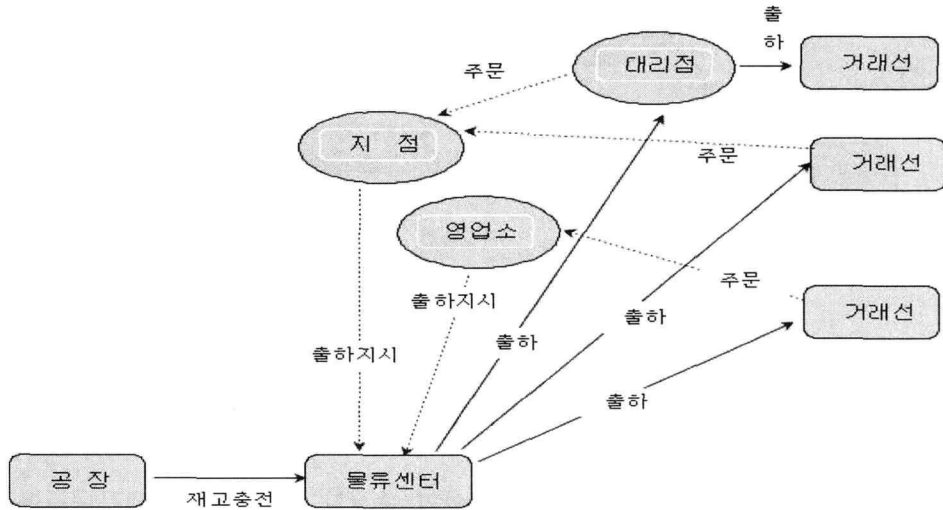 출
하
대리점
거래선
주문
지 점
주문
거래선
영업소
출하지시
주문
거래선
출하
출하
출하지시
출하
공 장
재고충전
물류센터